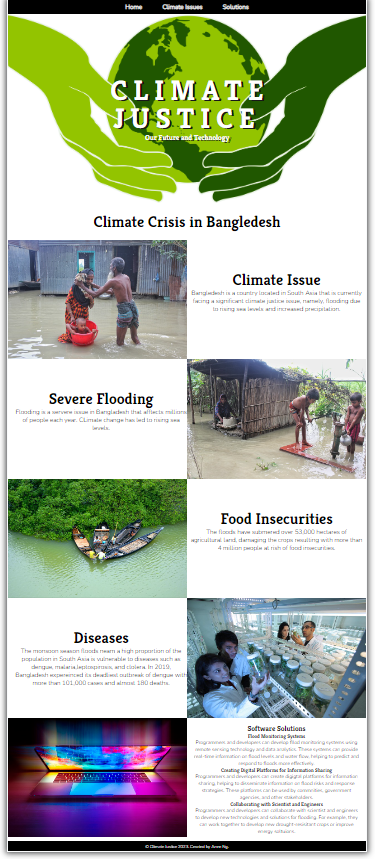 Home Climate Issues Solutions
CLIMATE
JUSTICE
Our Future and Technology
Climate Crisis in Bangledesh
Climate Issue
Bangladesh is a country located in South Asia that is currently
facing a significant climate justice issue, namely, flooding due
to rising sea levels and increased precipitation.
Severe Flooding
Flooding is a servere issue in Bangladesh that affects millions
of people each year. CLimate change has led to rising sea
levels.
Food Insecurities
The floods have submered over 53,000 hectares of
agricultural land, damaging the crops resulting with more than
4 million people at rish of food insecurities.
Diseases
The monsoon season floods nearn a high proportion of the
population in South Asia is vulnerable to diseases such as
dengue, malaria,leplospirosis, and cholera. In 2019,
Bangladesh experienced its deadliest outbreak of dengue with
more than 101,000 cases and almost 180 deaths.
Software Solutions
Flood Monitoring Systems
Programmers and developers can develop flood monitoring systems using
remote sensing technology and data analytics. These systems can provide
real-time information on flood levels and water flow, helping to predict and
respond to floods more effectively.
Creating Digital Platforms for Information Sharing
Programmers and developers can create digital platforms for information
sharing, helping to disseminate information on flood risks and response
strategies. These platforms can be used by communities, government
agencies, and other stakeholders.
Collaborating with Scientist and Engineers
Programmers and developers can collaborate with scientist and engineers
to develop new technologies and solutions for flooding. For example, they
can work together to develop new drought-resistant crops or improve
energy softwares.
© Climate Justice 2023. Created by Anne Ng.